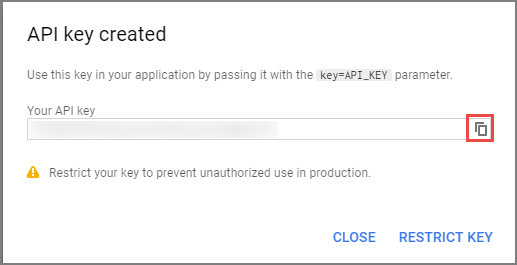 API key created
Use this key in your application by passing it with the key=API_KEY parameter.
Your API key
Restrict your key to prevent unauthorized use in production.
CLOSE RESTRICT KEY